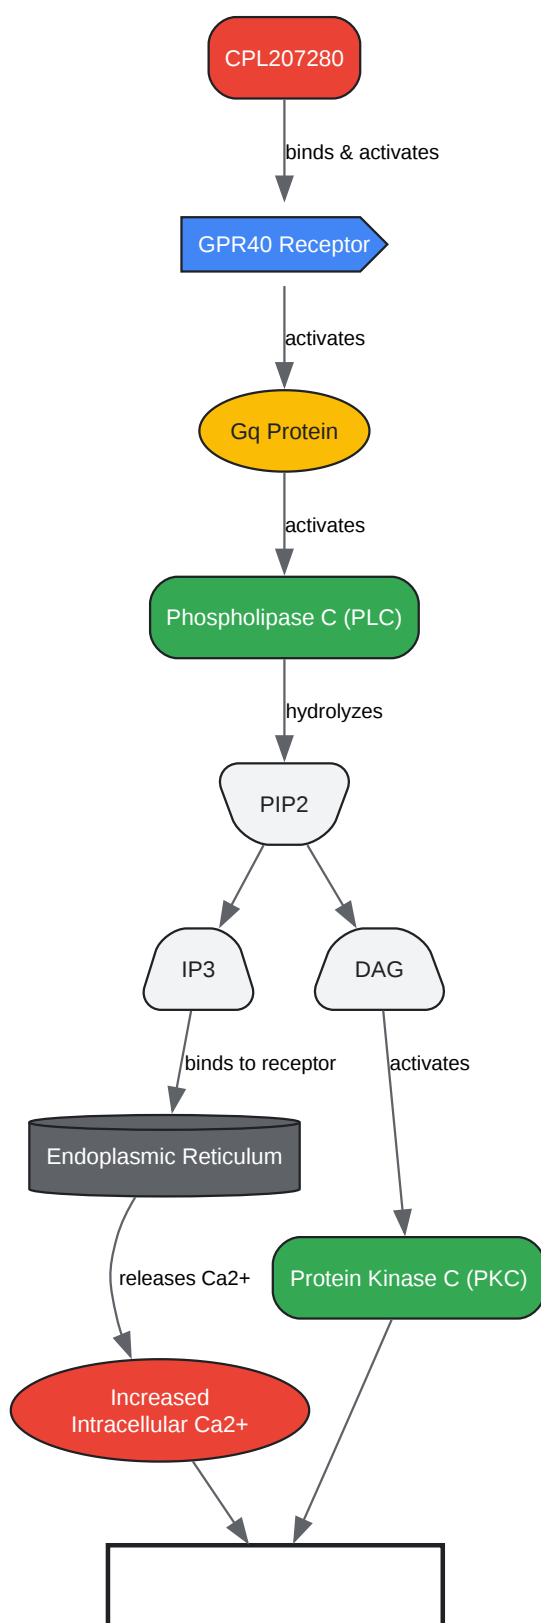 CPL207280
binds & activates
GPR40 Receptor
activates
Gq Protein
activates
Phospholipase C (PLC)
hydrolyzes
PIP2
IP3
DAG
binds to receptor
activates
Endoplasmic Reticulum
releases Ca2+
Protein Kinase C (PKC)
Increased
Intracellular Ca2+